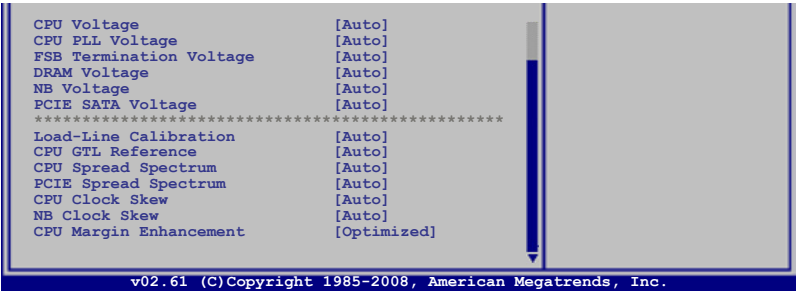 CPU Voltage [Auto]
CPU PLL Voltage [Auto]
FSB Termination Voltage [Auto]
DRAM Voltage [Auto]
NB Voltage [Auto]
PCIE SATA Voltage [Auto]
*************************************************
Load-Line Calibration [Auto]
CPU GTL Reference [Auto]
CPU Spread Spectrum [Auto]
PCIE Spread Spectrum [Auto]
CPU Clock Skew [Auto]
NB Clock Skew [Auto]
CPU Margin Enhancement [Optimized]
v02.61 (C)Copyright 1985-2008, American Megatrends, Inc.